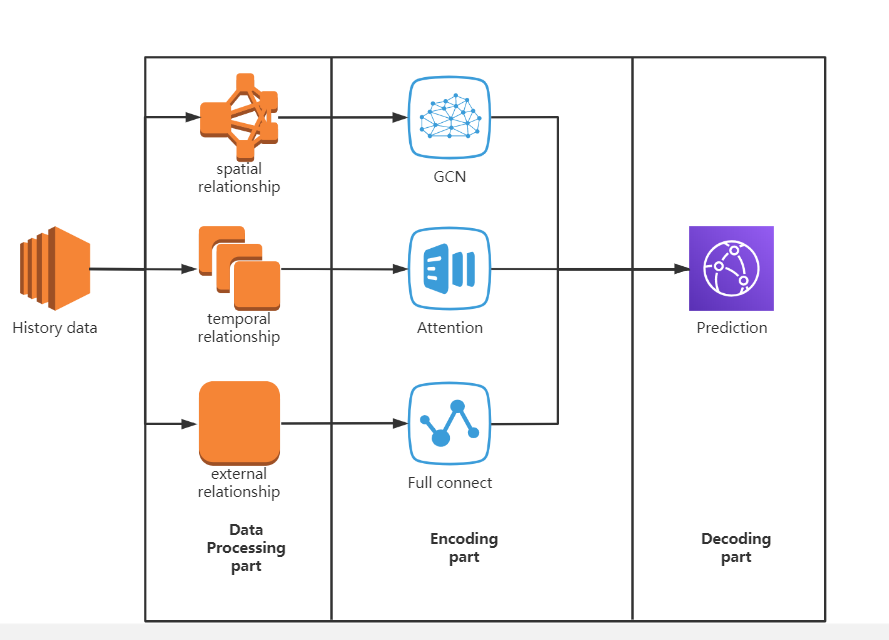 spatial
relationship
GCN
History data
temporal
relationship
Attention
Prediction
external
relationship
Full connect
Data
Processing
part
Encoding
part
Decoding
part